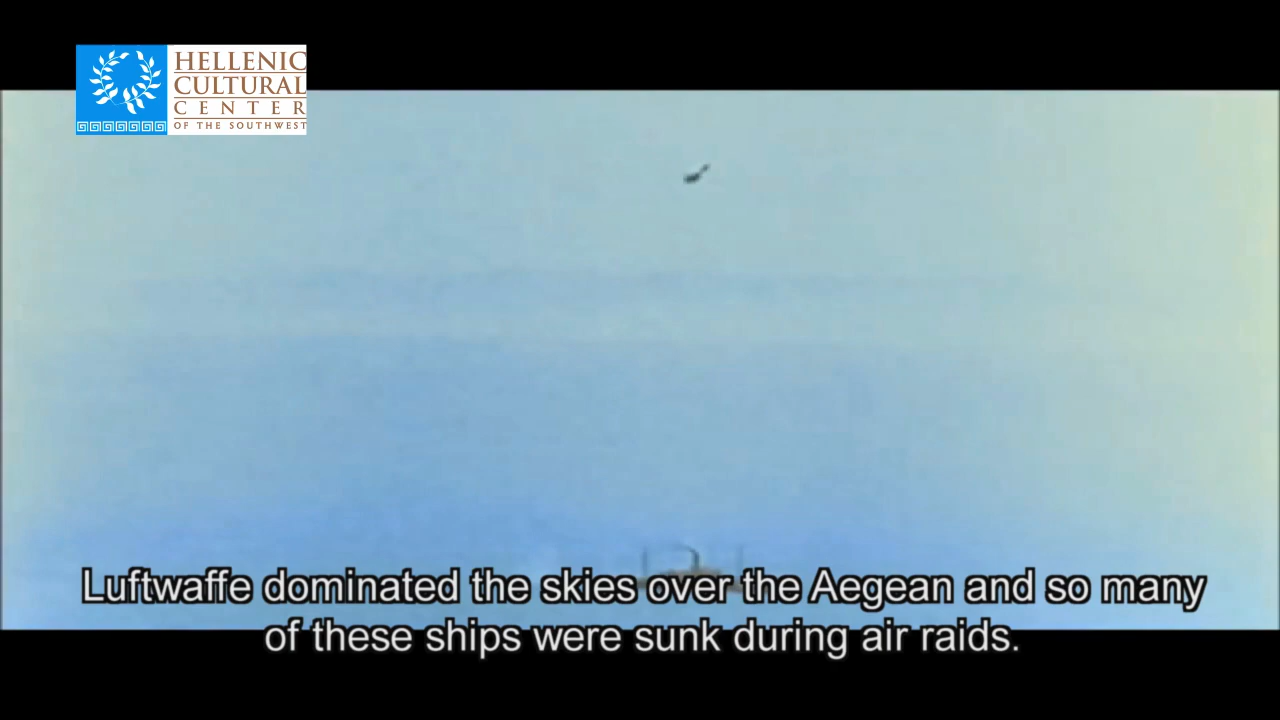 HELLENIC
CULTURAL
CENTER
OF THE SOUTHWEST
Luftwaffe dominated the skies over the Aegean and so many
of these ships were sunk during air raids.